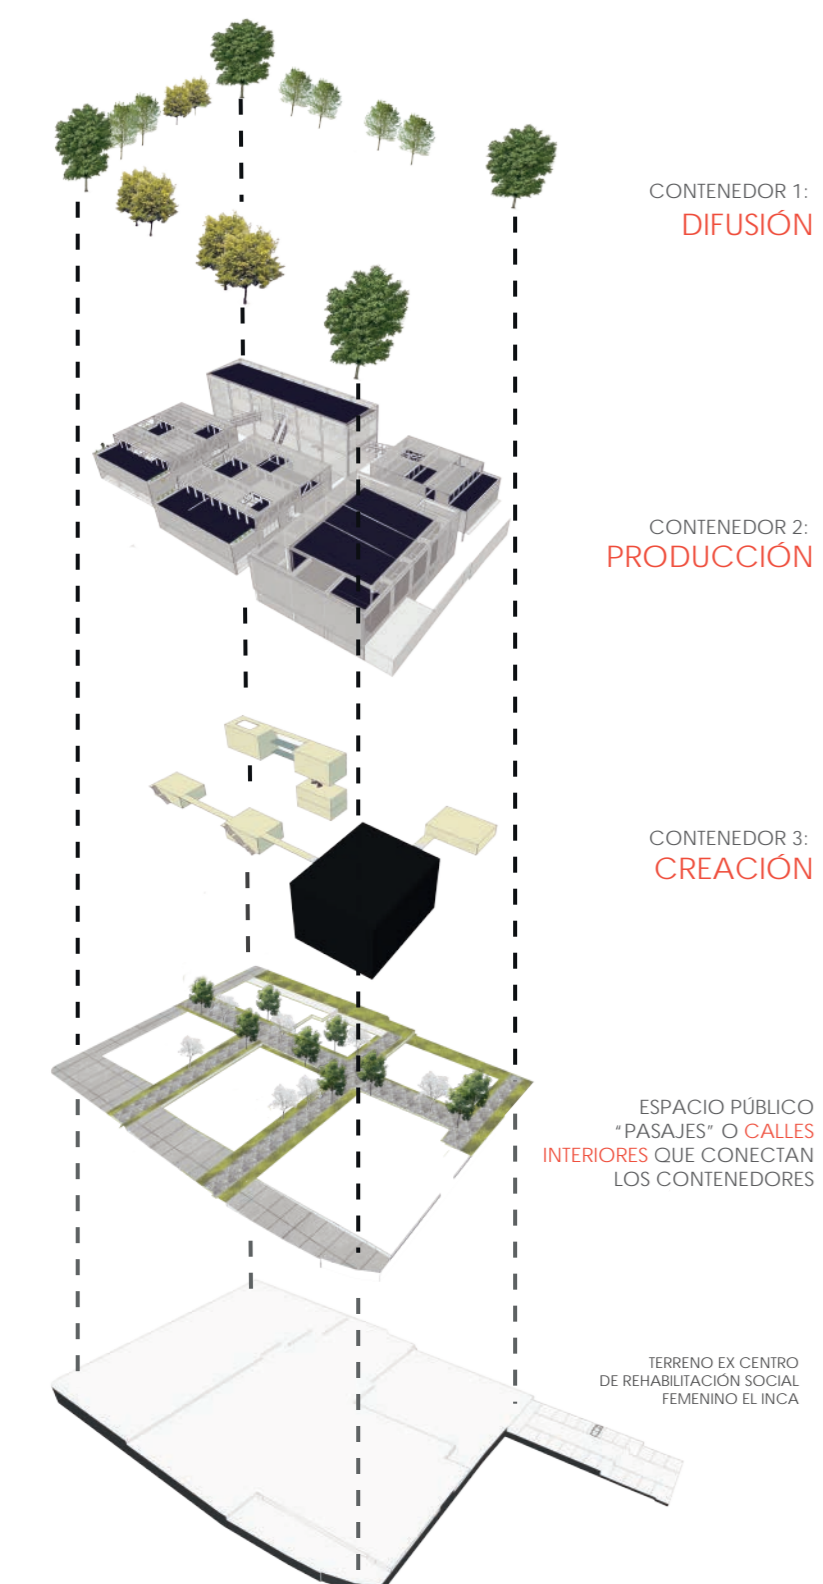 CONTENEDOR 1:
DIFUSIÓN
CONTENEDOR 2:
PRODUCCIÓN
CONTENEDOR 3:
CREACIÓN
ESPACIO PÚBLICO
"PASAJES" O CALLES
INTERIORES QUE CONECTAN
LOS CONTENEDORES
TERRENO EX CENTRO
DE REHABILITACIÓN SOCIAL
FEMENINO EL INCA